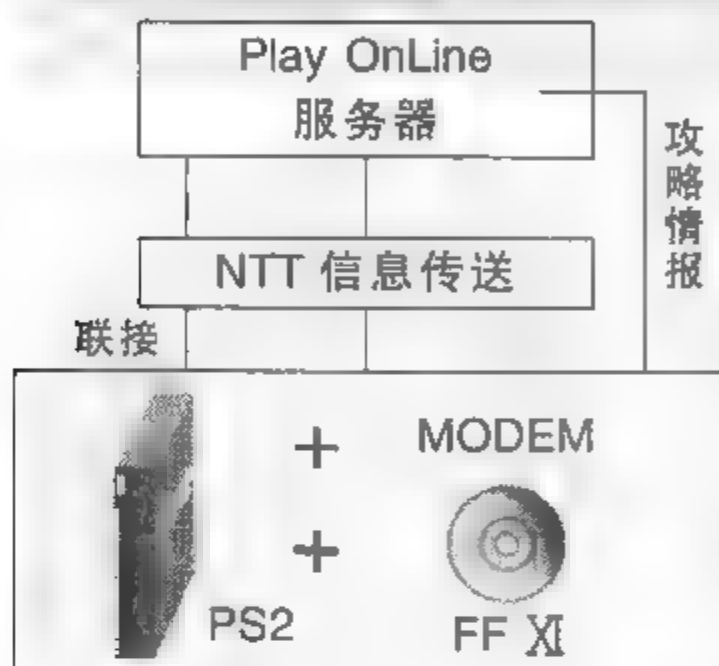 Play OnLine
服务器
攻略情报
NTT 信息传送
联接
+
MODEM
+
PS2
FF XI